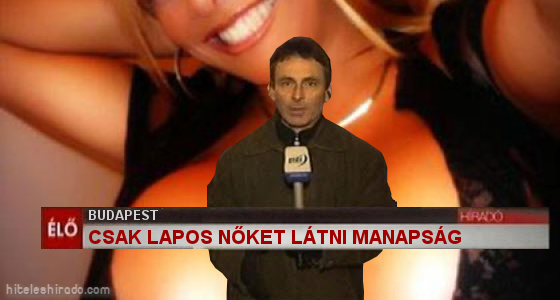 BUDAPEST
ÉLŐ
HÍRADÓ
CSAK LAPOS NŐKET LÁTNI MANAPSÁG
hiteleshirado.com